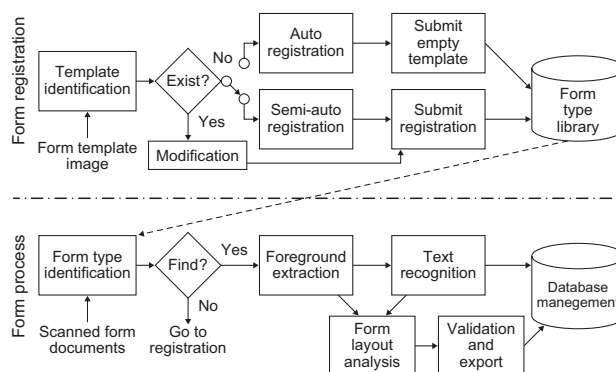 Form registration
Template
identification
Form template
image
Exist?
No
Yes
Modification
Auto
registration
Semi-auto
registration
Submit
empty
template
Submit
registration
Form
type
library
Form process
Form type
identification
Scanned form
documents
Find?
Yes
No
Go to
registration
Foreground
extraction
Text
recognition
Form
layout
analysis
Validation
and
export
Database
manegement